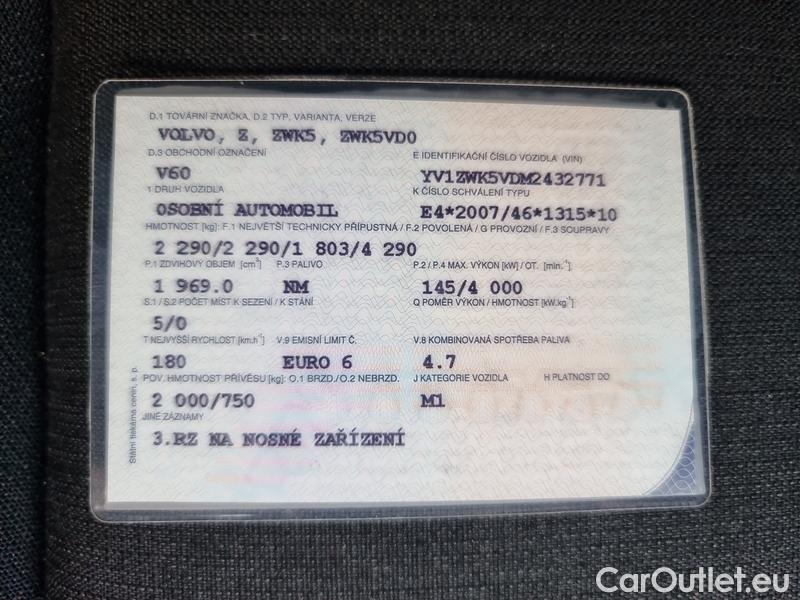 D.1 TOVÁRNÍ ZNAČKA, D.2 TYP, VARIANTA, VERZE
VOLVO, Z, ZWK5, ZWK5VD0
D.3 OBCHODNÍ OZNAČENÍ E IDENTIFIKAČNÍ ČÍSLO VOZIDLA (VIN)
V60 YV1ZWK5VDM2432771
1 DRUH VOZIDLA K ČÍSLO SCHVÁLENÍ TYPU
OSOBNÍ AUTOMOBIL E4*2007/46*1315*10
HMOTNOST [kg]: F.1 NEJVĚTŠÍ TECHNICKY PŘÍPUSTNÁ / F.2 POVOLENÁ / G PROVOZNÍ / F.3 SOUPRAVY
2 290/2 290/1 803/4 290
P.1 ZDVIHOVÝ OBJEM [cm³] P.3 PALIVO P.2 / P.4 MAX. VÝKON [kW] / OT. [min.⁻¹]
1 969.0 NM 145/4 000
S.1 / S.2 POČET MÍST K SEZENÍ / K STÁNÍ Q POMĚR VÝKON / HMOTNOST [kW.kg⁻¹]
5/0
T NEJVYŠŠÍ RYCHLOST [km.h⁻¹] V.9 EMISNÍ LIMIT Č. V.8 KOMBINOVANÁ SPOTŘEBA PALIVA
180 EURO 6 4.7
POV. HMOTNOST PŘÍVĚSU [kg]: O.1 BRZD./O.2 NEBRZD. J KATEGORIE VOZIDLA H PLATNOST DO
2 000/750 M1
JINÉ ZÁZNAMY
3.RZ NA NOSNÉ ZAŘÍZENÍ
Státní tiskárna cenin, s. p.
CarOutlet.eu